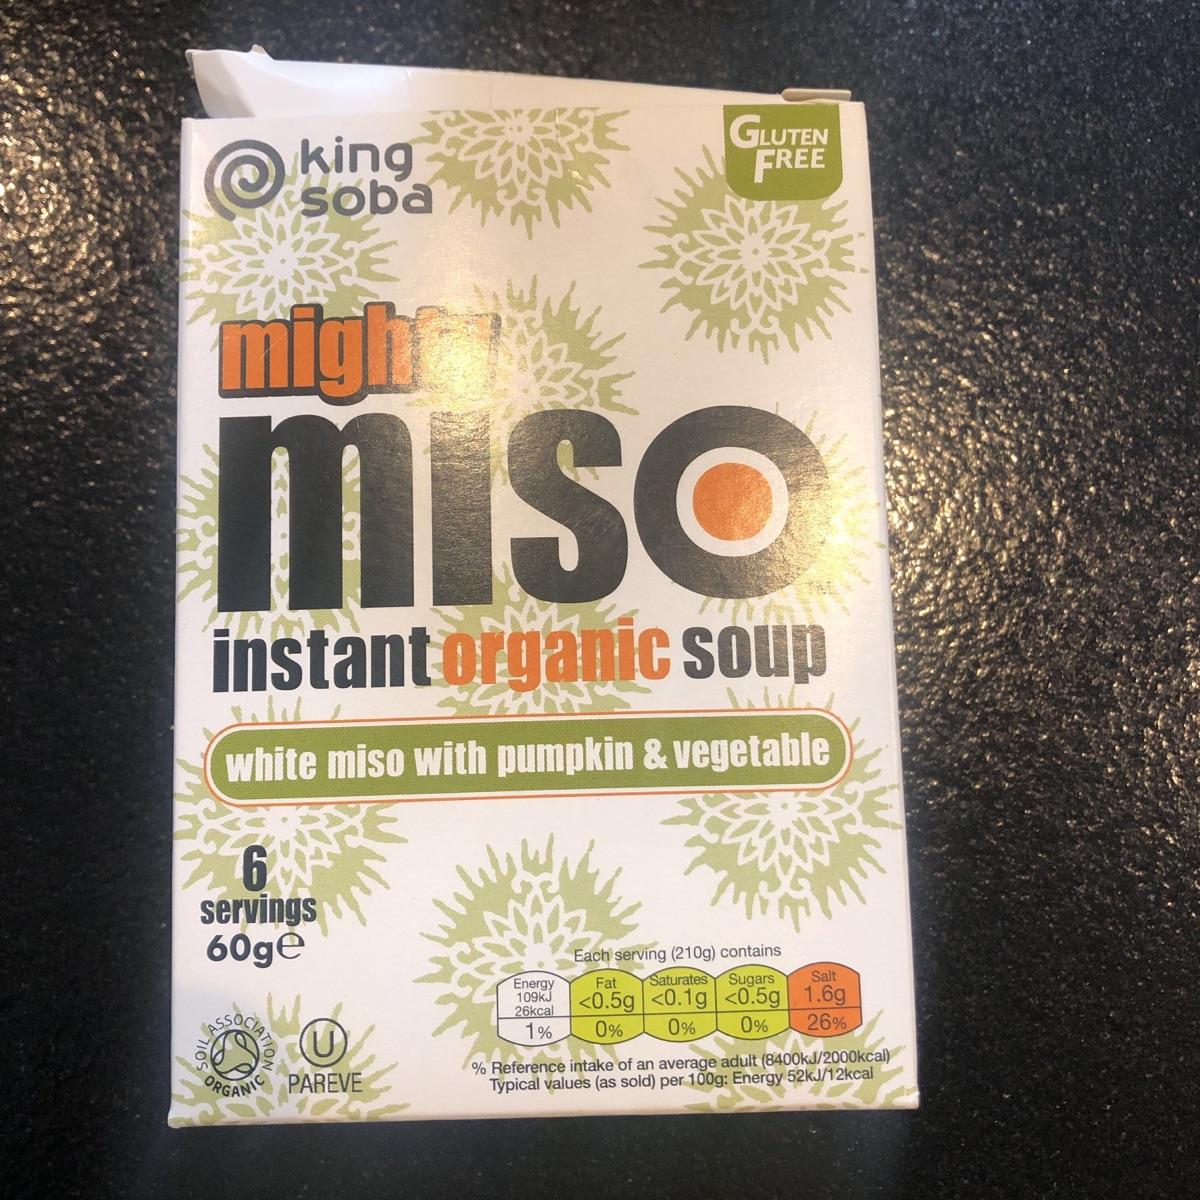 king
soba
GLUTEN
FREE
mighty
miso
TM
instant organic soup
white miso with pumpkin & vegetable
6
servings
60g℮
Each serving (210g) contains
Energy
109kJ
26kcal
1%
Fat
<0.5g
0%
Saturates
<0.1g
0%
Sugars
<0.5g
0%
Salt
1.6g
26%
% Reference intake of an average adult (8400kJ/2000kcal)
Typical values (as sold) per 100g: Energy 52kJ/12kcal
SOIL ASSOCIATION
ORGANIC
U
PAREVE